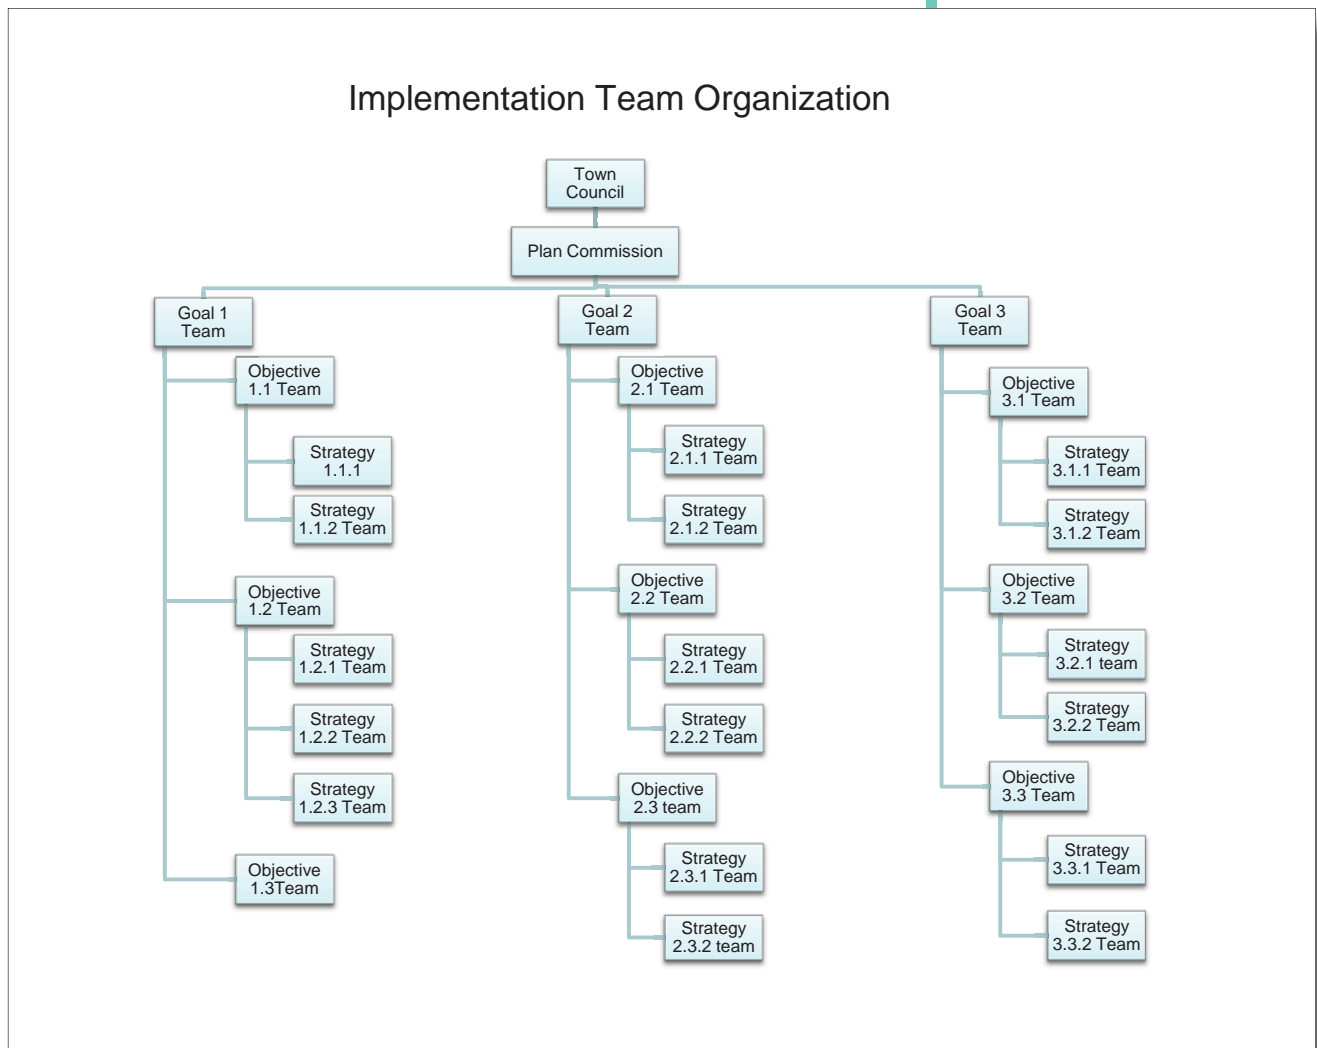 Implementation Team Organization
Town
Council
Plan Commission
Goal 1
Team
Objective
1.1 Team
Strategy
1.1.1
Strategy
1.1.2 Team
Objective
1.2 Team
Strategy
1.2.1 Team
Strategy
1.2.2 Team
Strategy
1.2.3 Team
Objective
1.3Team
Goal 2
Team
Objective
2.1 Team
Strategy
2.1.1 Team
Strategy
2.1.2 Team
Objective
2.2 Team
Strategy
2.2.1 Team
Strategy
2.2.2 Team
Objective
2.3 team
Strategy
2.3.1 Team
Strategy
2.3.2 team
Goal 3
Team
Objective
3.1 Team
Strategy
3.1.1 Team
Strategy
3.1.2 Team
Objective
3.2 Team
Strategy
3.2.1 team
Strategy
3.2.2 Team
Objective
3.3 Team
Strategy
3.3.1 Team
Strategy
3.3.2 Team